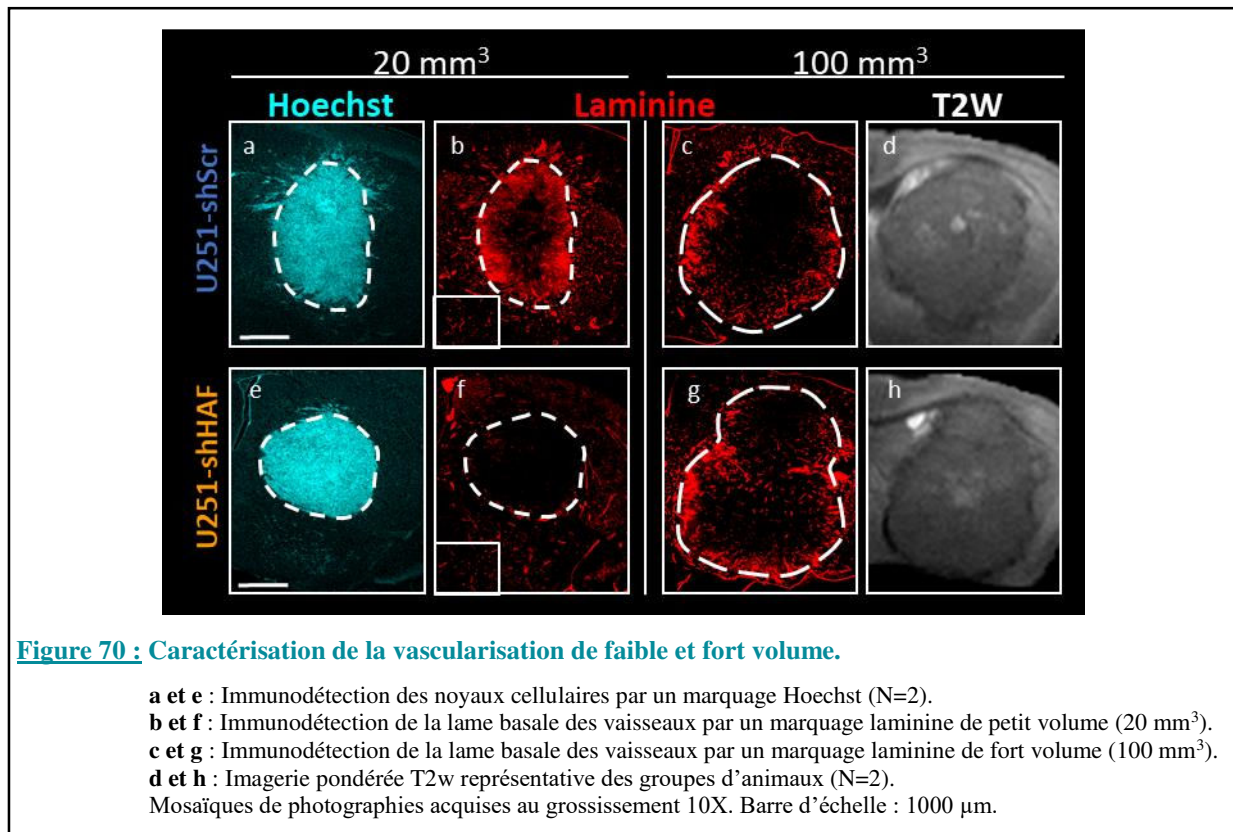 20 mm³ 100 mm³
Hoechst Laminine T2W
U251-shScr
a b c d
U251-shHAF
e f g h
Figure 70 : Caractérisation de la vascularisation de faible et fort volume.
a et e : Immunodétection des noyaux cellulaires par un marquage Hoechst (N=2).
b et f : Immunodétection de la lame basale des vaisseaux par un marquage laminine de petit volume (20 mm³).
c et g : Immunodétection de la lame basale des vaisseaux par un marquage laminine de fort volume (100 mm³).
d et h : Imagerie pondérée T2w représentative des groupes d’animaux (N=2).
Mosaïques de photographies acquises au grossissement 10X. Barre d’échelle : 1000 µm.